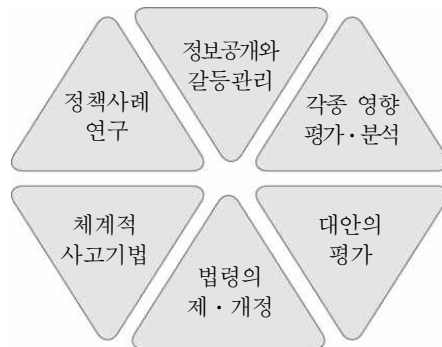 정보공개와
갈등관리
정책사례
연구
각종 영향
평가·분석
체계적
사고기법
법령의
제·개정
대안의
평가